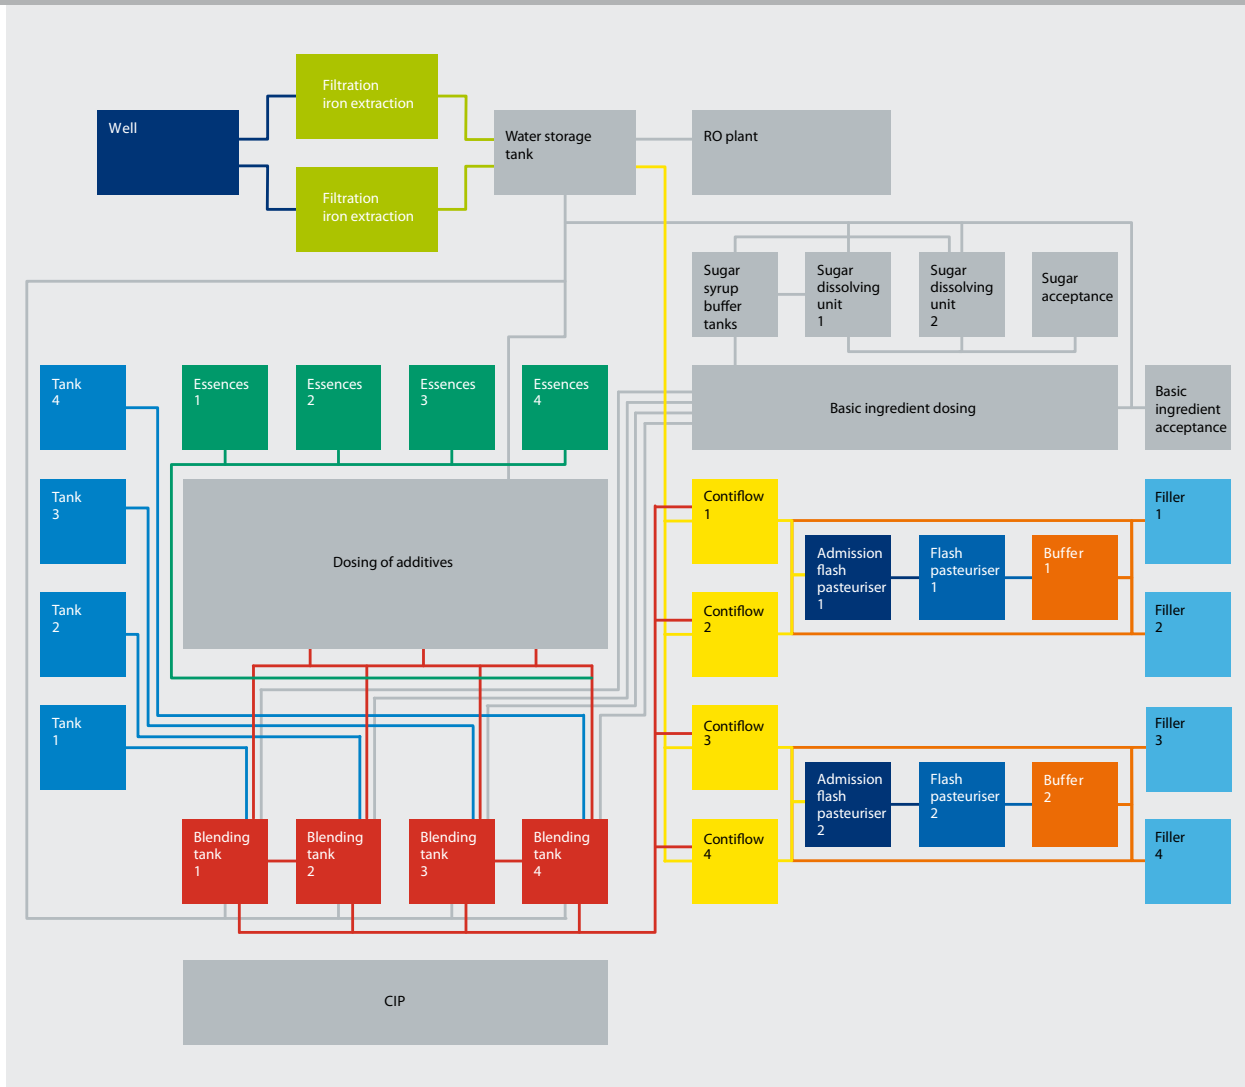 Well
Filtration
iron extraction
Filtration
iron extraction
Water storage
tank
RO plant
Sugar
syrup
buffer
tanks
Sugar
dissolving
unit
1
Sugar
dissolving
unit
2
Sugar
acceptance
Tank
4
Essences
1
Essences
2
Essences
3
Essences
4
Basic ingredient dosing
Basic
ingredient
acceptance
Tank
3
Dosing of additives
Contiflow
1
Admission
flash
pasteuriser
1
Flash
pasteuriser
1
Buffer
1
Filler
1
Tank
2
Contiflow
2
Filler
2
Tank
1
Contiflow
3
Admission
flash
pasteuriser
2
Flash
pasteuriser
2
Buffer
2
Filler
3
Blending
tank
1
Blending
tank
2
Blending
tank
3
Blending
tank
4
Contiflow
4
Filler
4
CIP